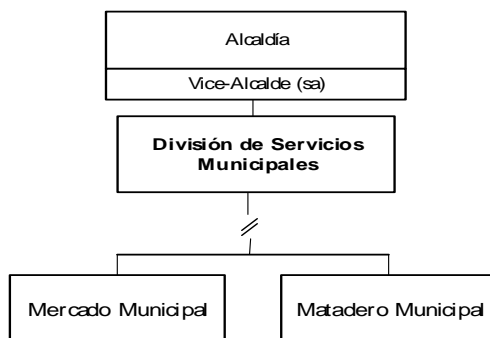 Alcaldía
Vice-Alcalde (sa)
División de Servicios
Municipales
Mercado Municipal
Matadero Municipal